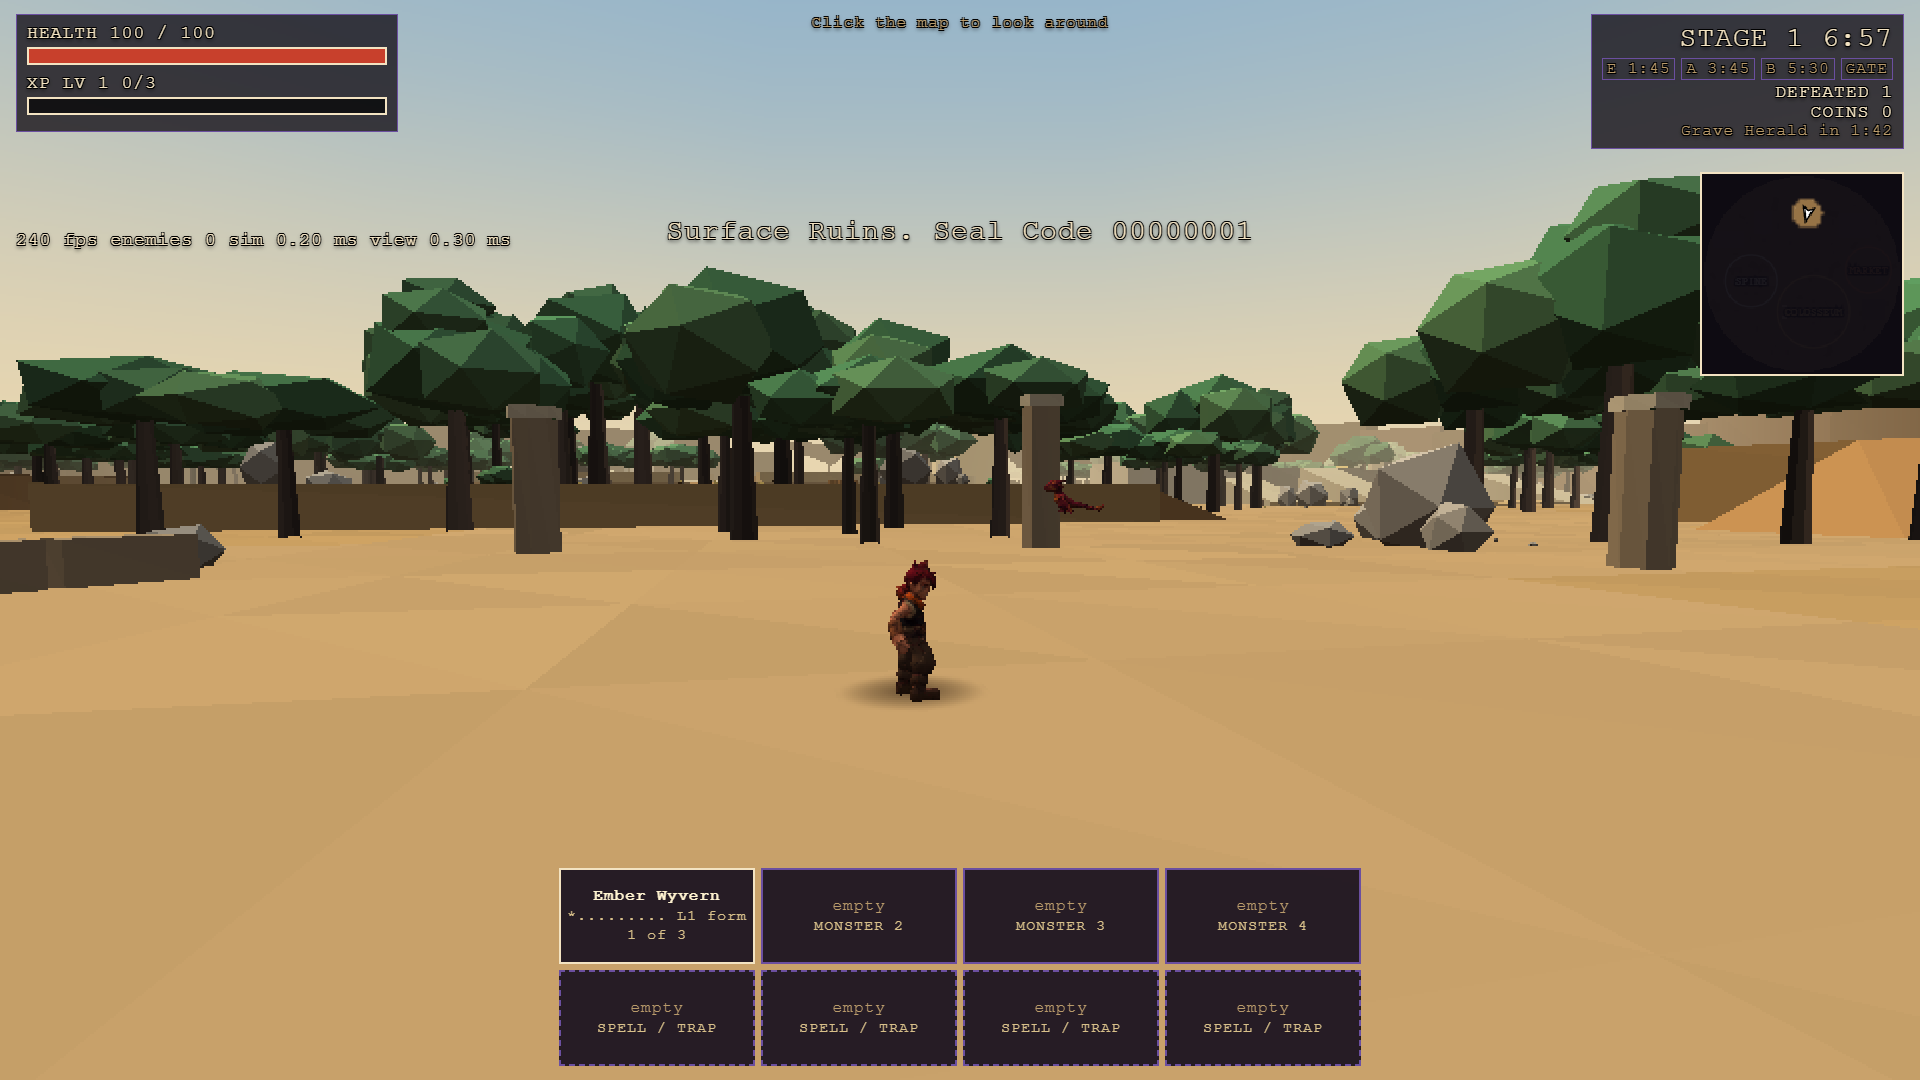 HEALTH 100 / 100
XP LV 1 0/3
Click the map to look around
STAGE 1 6:57
E 1:45 A 3:45 B 5:30 GATE
DEFEATED 1
COINS 0
Grave Herald in 1:42
240 fps enemies 0 sim 0.20 ms view 0.30 ms
Surface Ruins. Seal Code 00000001
Ember Wyvern
*......... L1 form
1 of 3
empty
MONSTER 2
empty
MONSTER 3
empty
MONSTER 4
empty
SPELL / TRAP
empty
SPELL / TRAP
empty
SPELL / TRAP
empty
SPELL / TRAP